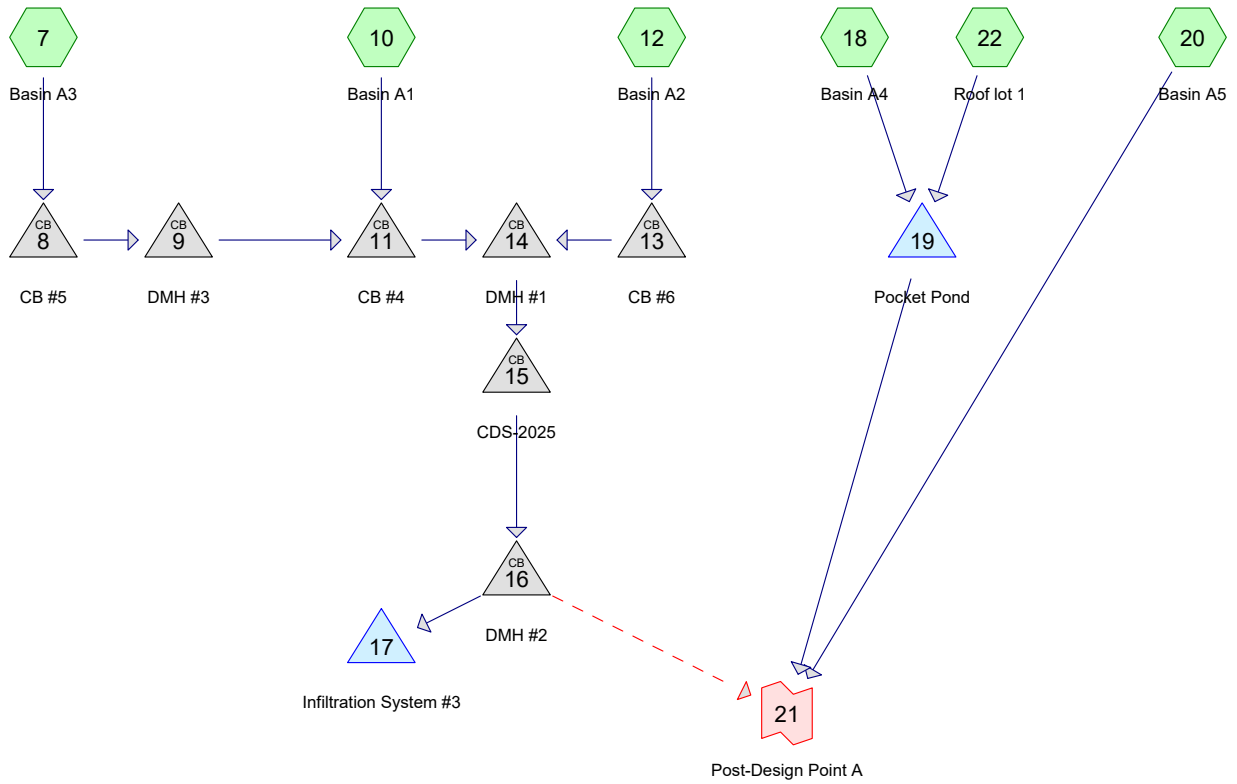 7
10
12
18
22
20
Basin A3
Basin A1
Basin A2
Basin A4
Roof lot 1
Basin A5
CB
8
CB
9
CB
11
CB
14
CB
13
19
CB #5
DMH #3
CB #4
DMH #1
CB #6
Pocket Pond
CB
15
CDS-2025
CB
16
DMH #2
17
Infiltration System #3
21
Post-Design Point A